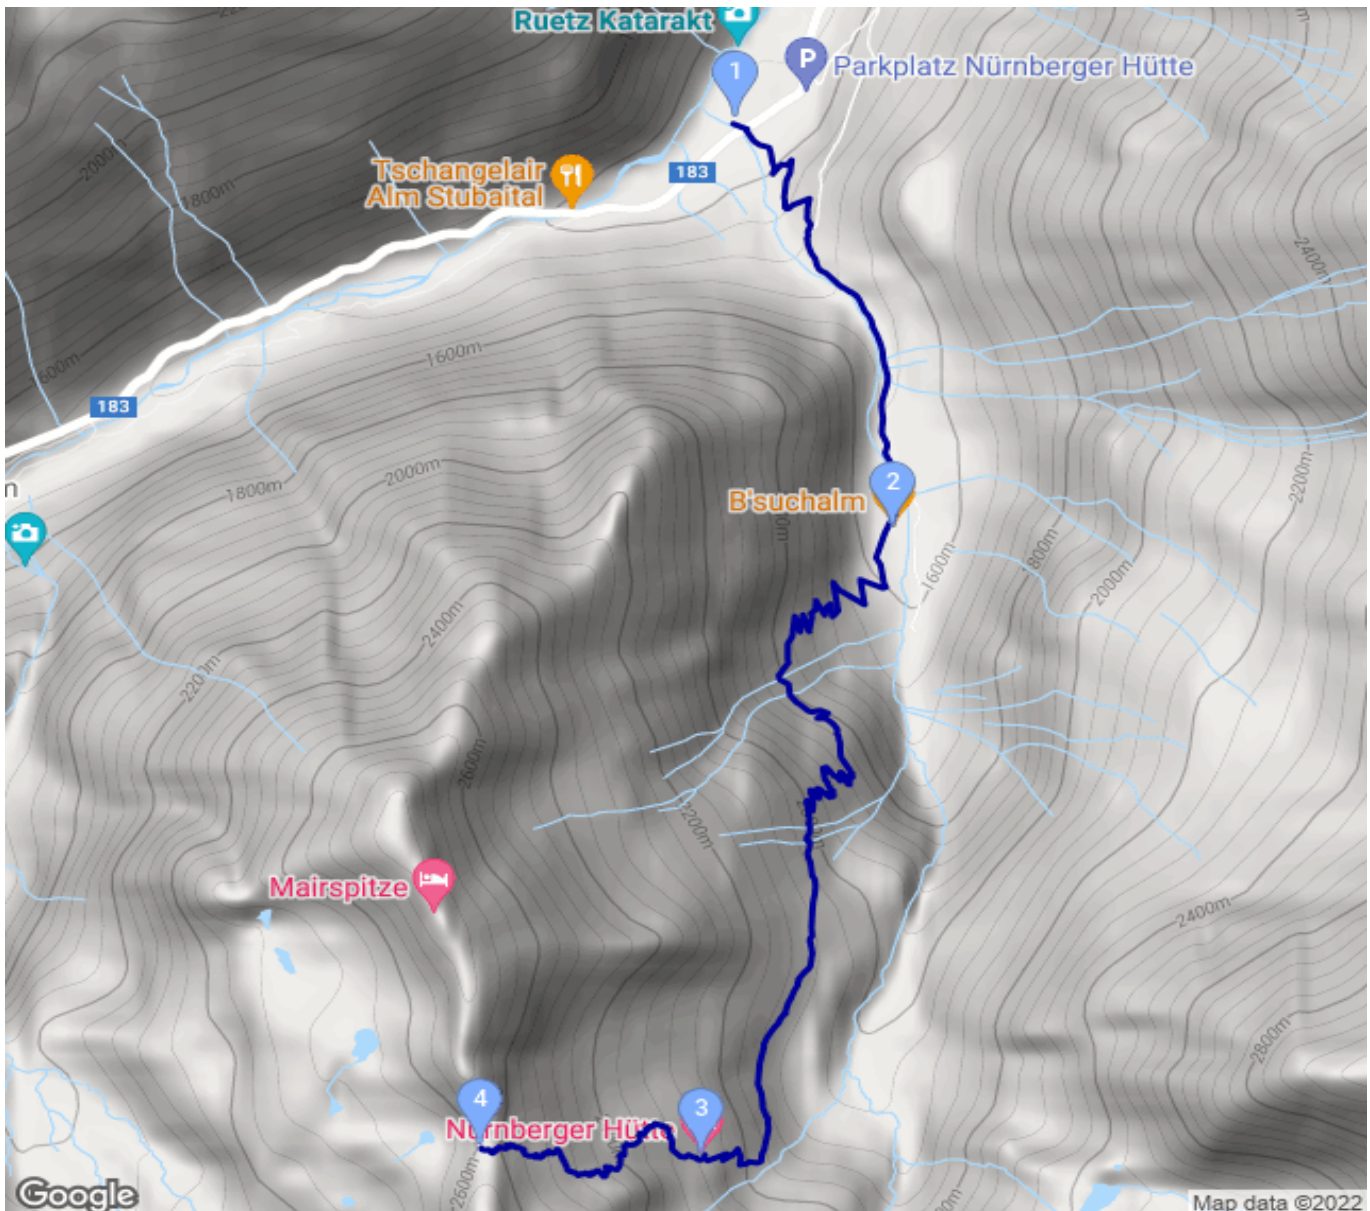 2200m
Ruetz Katarakt
1
P
Parkplatz Nürnberger Hütte
2000m
1800m
Tschangelair
Alm Stubaital
183
2400m
1600m
1600m
183
2000m
1800m
2200m
n
B'suchalm
2
1600m
1800m
2000m
2400m
2200m
2600m
2200m
Mairspitze
2400m
2800m
4
3
Nürnberger Hütte
2600m
Google
Map data ©2022